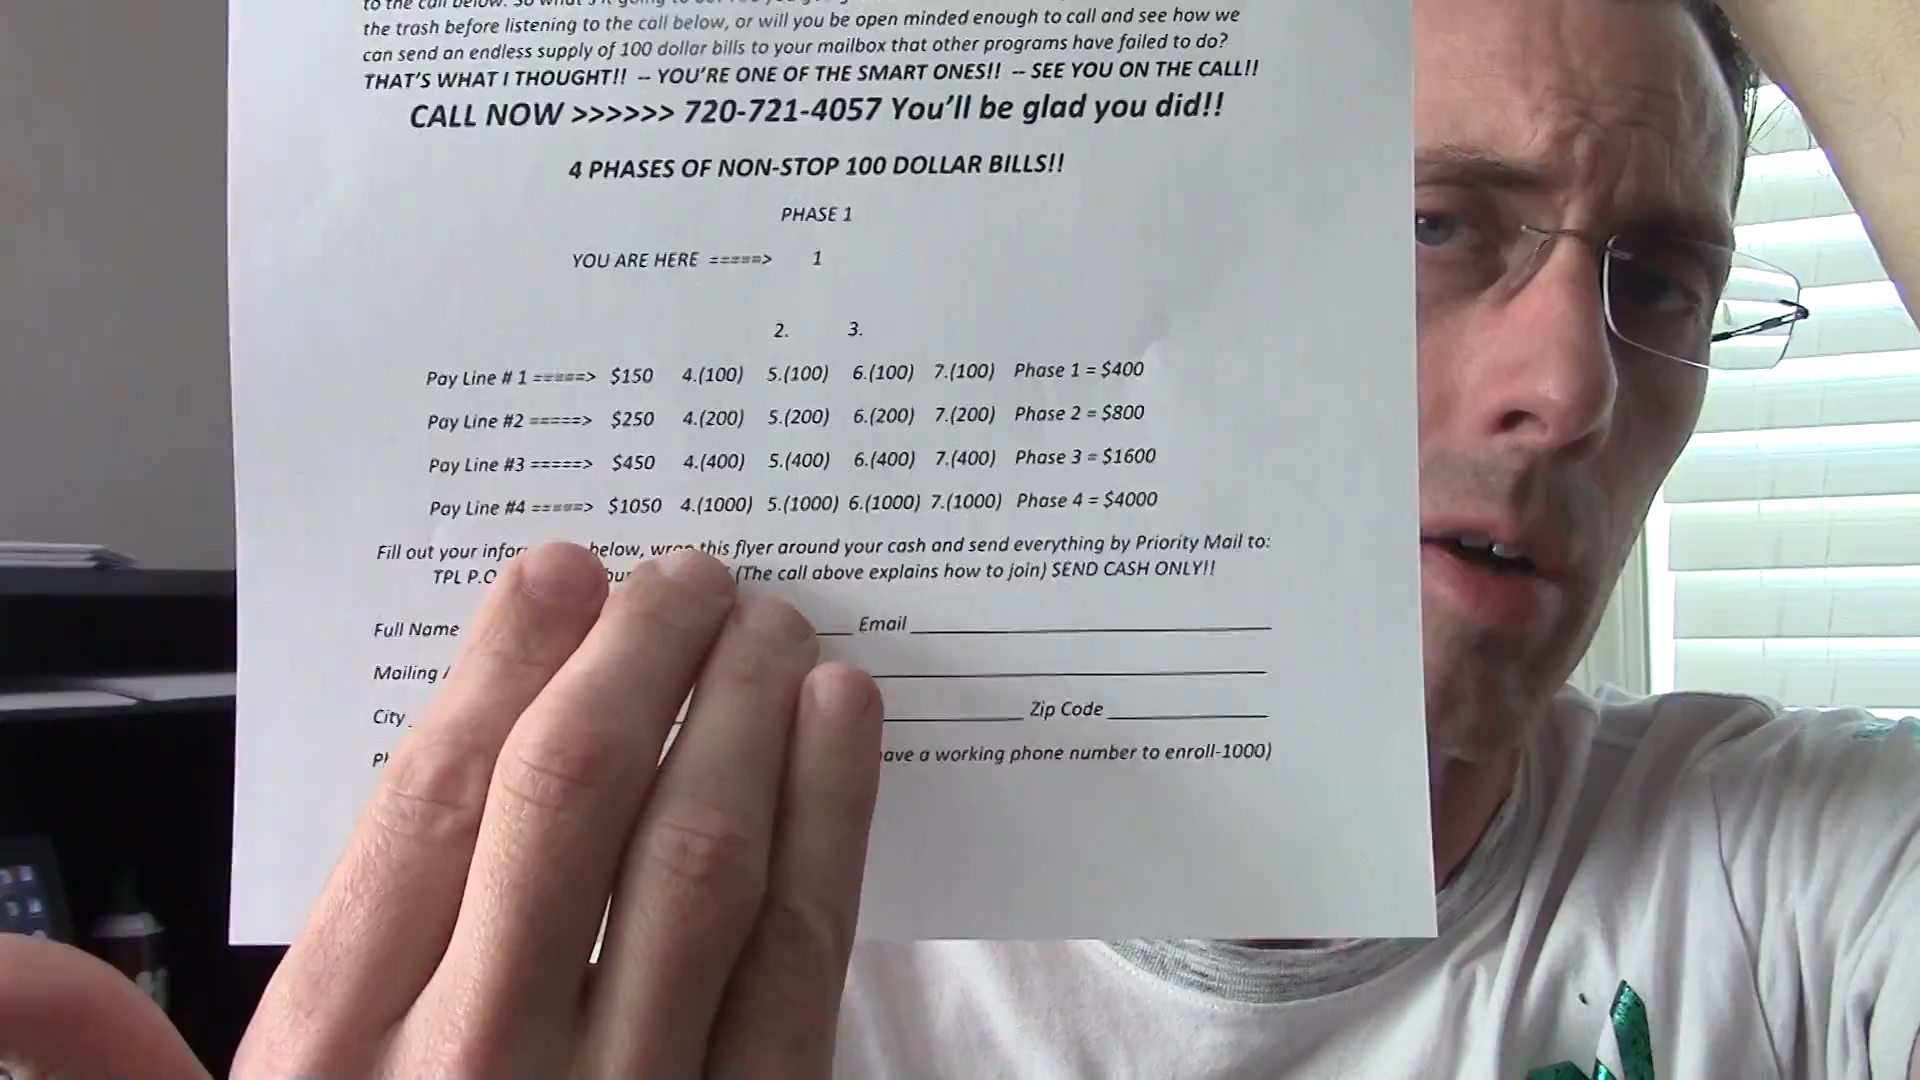 the trash before listening to the call below, or will you be open minded enough to call and see how we
can send an endless supply of 100 dollar bills to your mailbox that other programs have failed to do?
THAT'S WHAT I THOUGHT!! -- YOU'RE ONE OF THE SMART ONES!! -- SEE YOU ON THE CALL!!
CALL NOW >>>>>> 720-721-4057 You'll be glad you did!!
4 PHASES OF NON-STOP 100 DOLLAR BILLS!!
PHASE 1
YOU ARE HERE =====> 1
2. 3.
Pay Line # 1 =====> $150 4.(100) 5.(100) 6.(100) 7.(100) Phase 1 = $400
Pay Line #2 =====> $250 4.(200) 5.(200) 6.(200) 7.(200) Phase 2 = $800
Pay Line #3 =====> $450 4.(400) 5.(400) 6.(400) 7.(400) Phase 3 = $1600
Pay Line #4 =====> $1050 4.(1000) 5.(1000) 6.(1000) 7.(1000) Phase 4 = $4000
Fill out your below, this flyer around your cash and send everything by Priority Mail to:
TPL (The call above explains how to join) SEND CASH ONLY!!
Full Name Email
Mailing
City Zip Code
a working phone number to enroll-1000)